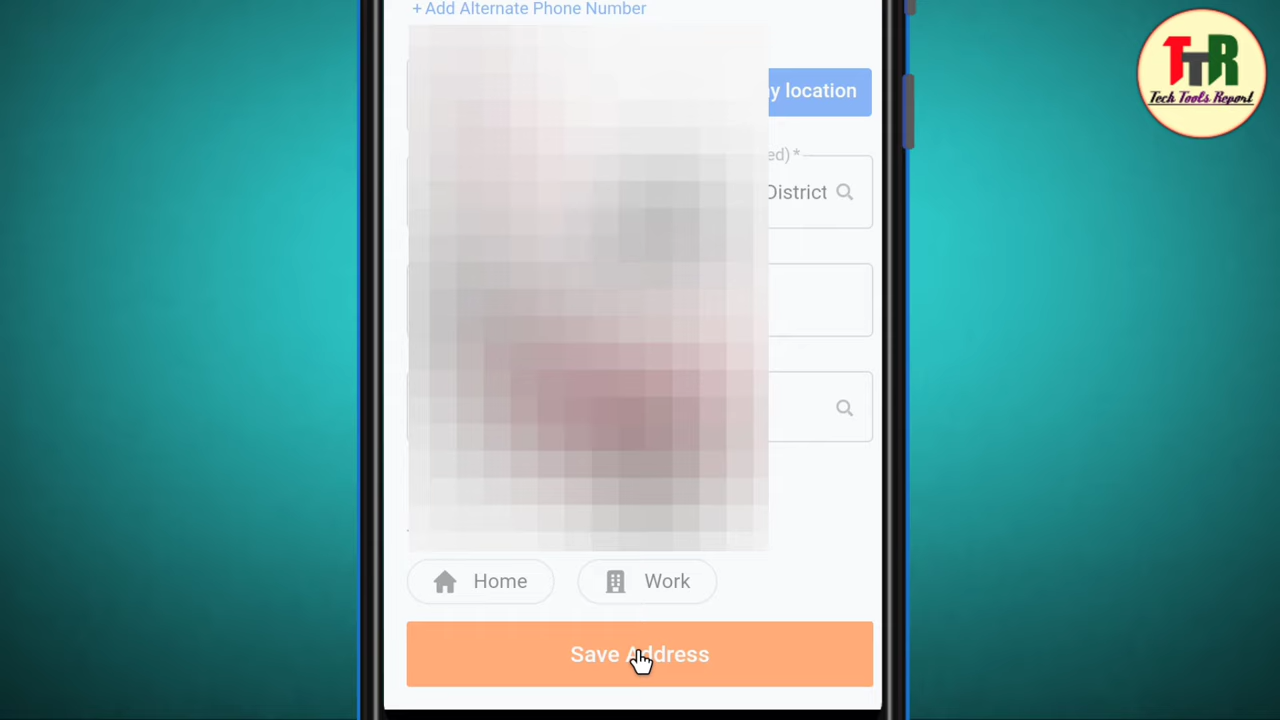 + Add Alternate Phone Number
TTR
Tech Tools Report
y location
ed) *
District
Home
Work
Save Address